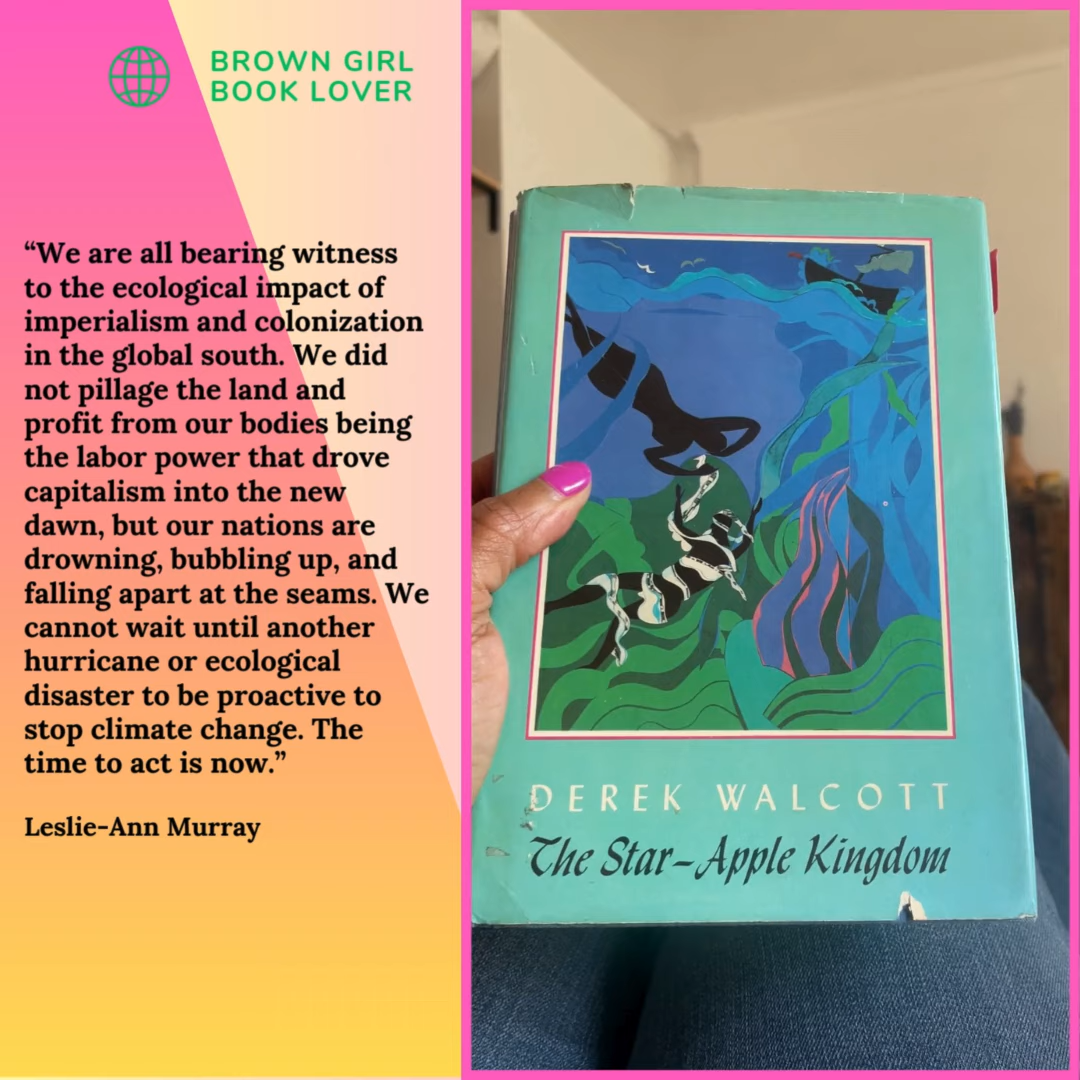 BROWN GIRL
BOOK LOVER
“We are all bearing witness
to the ecological impact of
imperialism and colonization
in the global south. We did
not pillage the land and
profit from our bodies being
the labor power that drove
capitalism into the new
dawn, but our nations are
drowning, bubbling up, and
falling apart at the seams. We
cannot wait until another
hurricane or ecological
disaster to be proactive to
stop climate change. The
time to act is now.”
Leslie-Ann Murray
DEREK WALCOTT
The Star-Apple Kingdom